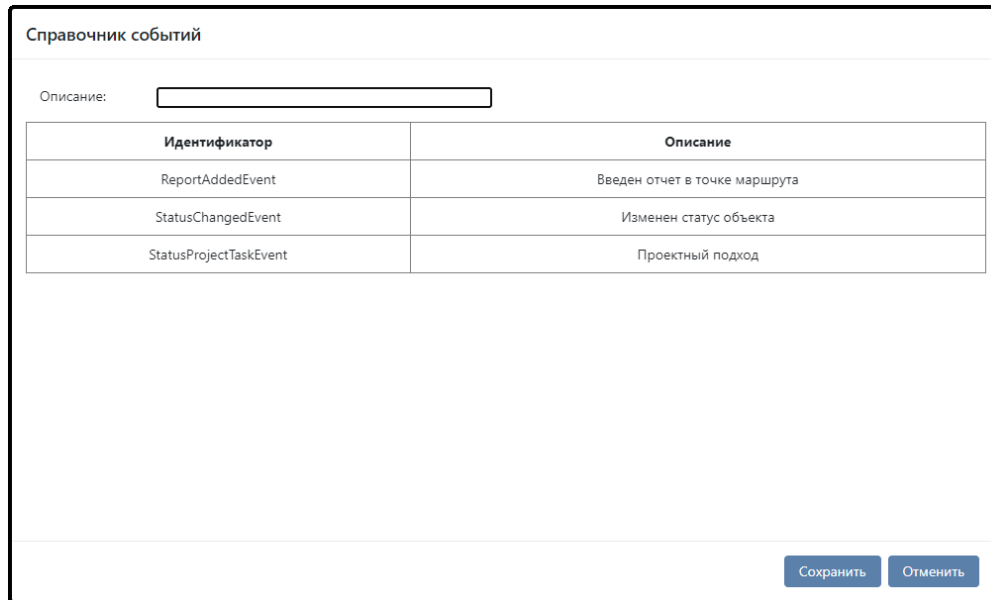 Справочник событий
Описание:
Идентификатор Описание
ReportAddedEvent Введен отчет в точке маршрута
StatusChangedEvent Изменен статус объекта
StatusProjectTaskEvent Проектный подход
Сохранить Отменить